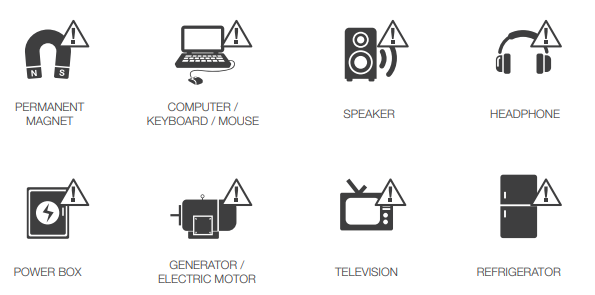 N S
PERMANENT
MAGNET
COMPUTER /
KEYBOARD / MOUSE
SPEAKER
HEADPHONE
POWER BOX
GENERATOR /
ELECTRIC MOTOR
TELEVISION
REFRIGERATOR